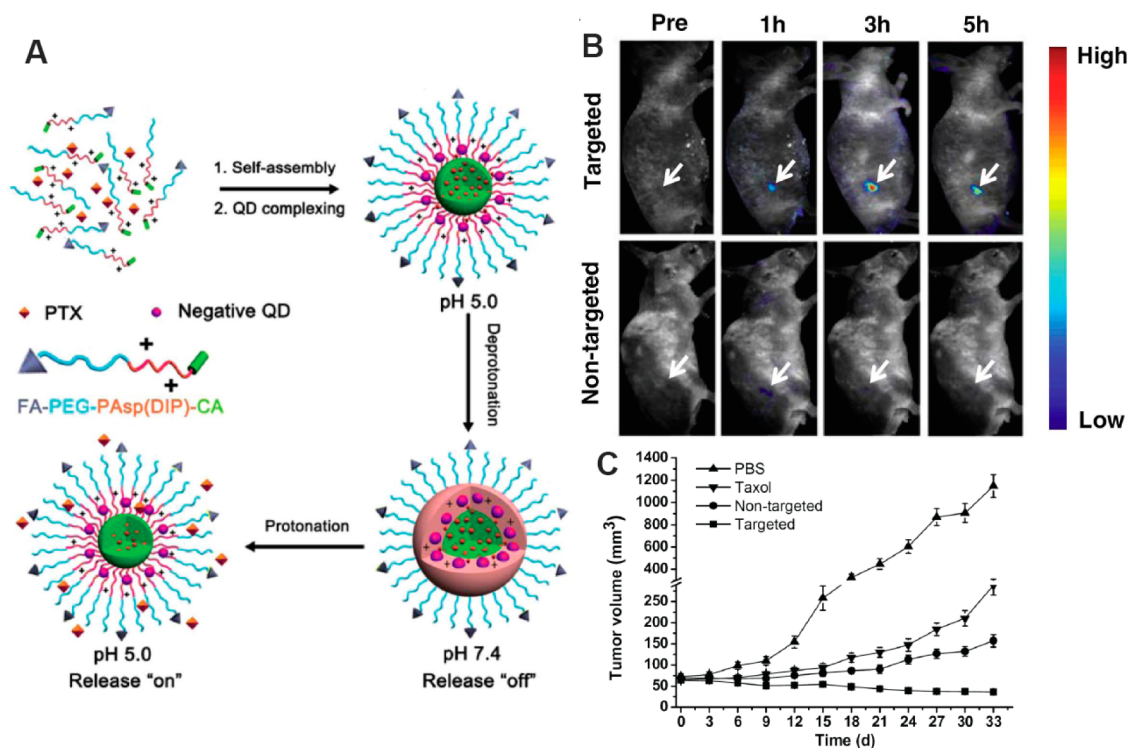 A
1. Self-assembly
2. QD complexing
pH 5.0
PTX
Negative QD
+
+
FA-PEG-PAsp(DIP)-CA
Deprotonation
Protonation
pH 5.0
Release "on"
pH 7.4
Release "off"
B
Pre
1h
3h
5h
Targeted
Non-targeted
High
Low
C
PBS
Taxol
Non-targeted
Targeted
Tumor volume (mm³)
1400
1200
1000
800
600
400
250
200
150
100
50
0
0 3 6 9 12 15 18 21 24 27 30 33
Time (d)